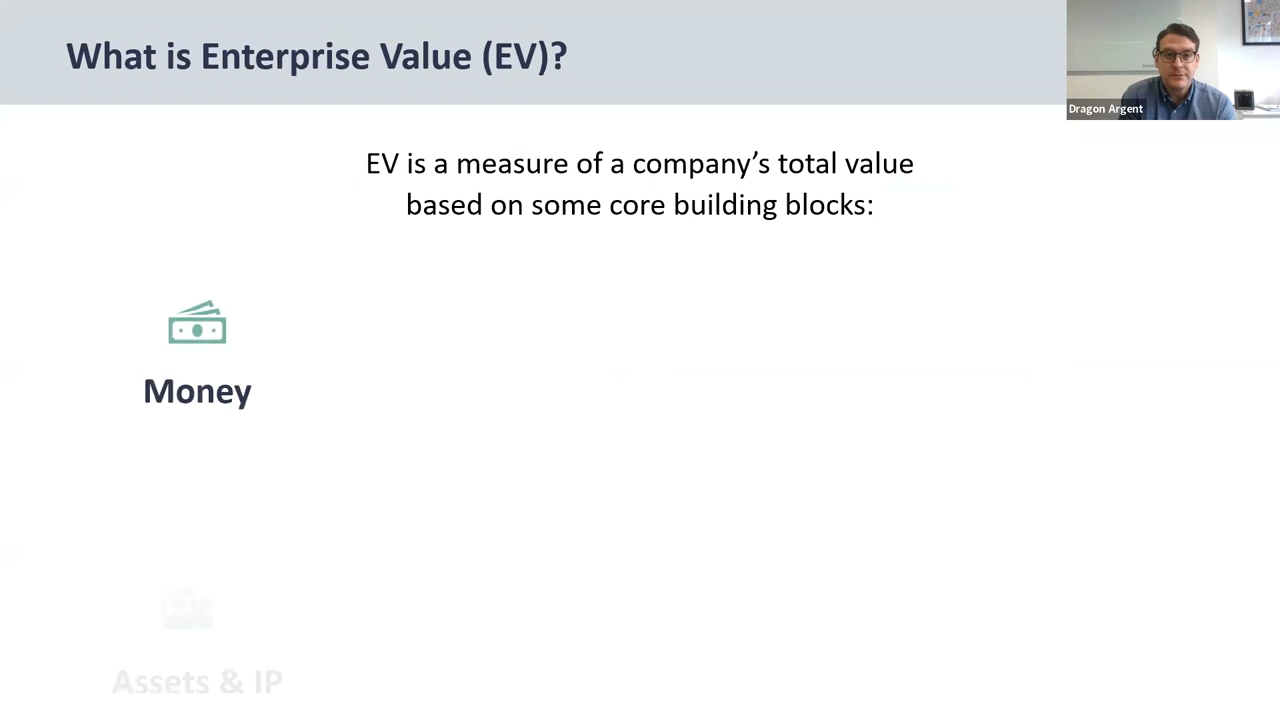 What is Enterprise Value (EV)?
Dragon Argent
EV is a measure of a company’s total value
based on some core building blocks:
Money
Assets & IP